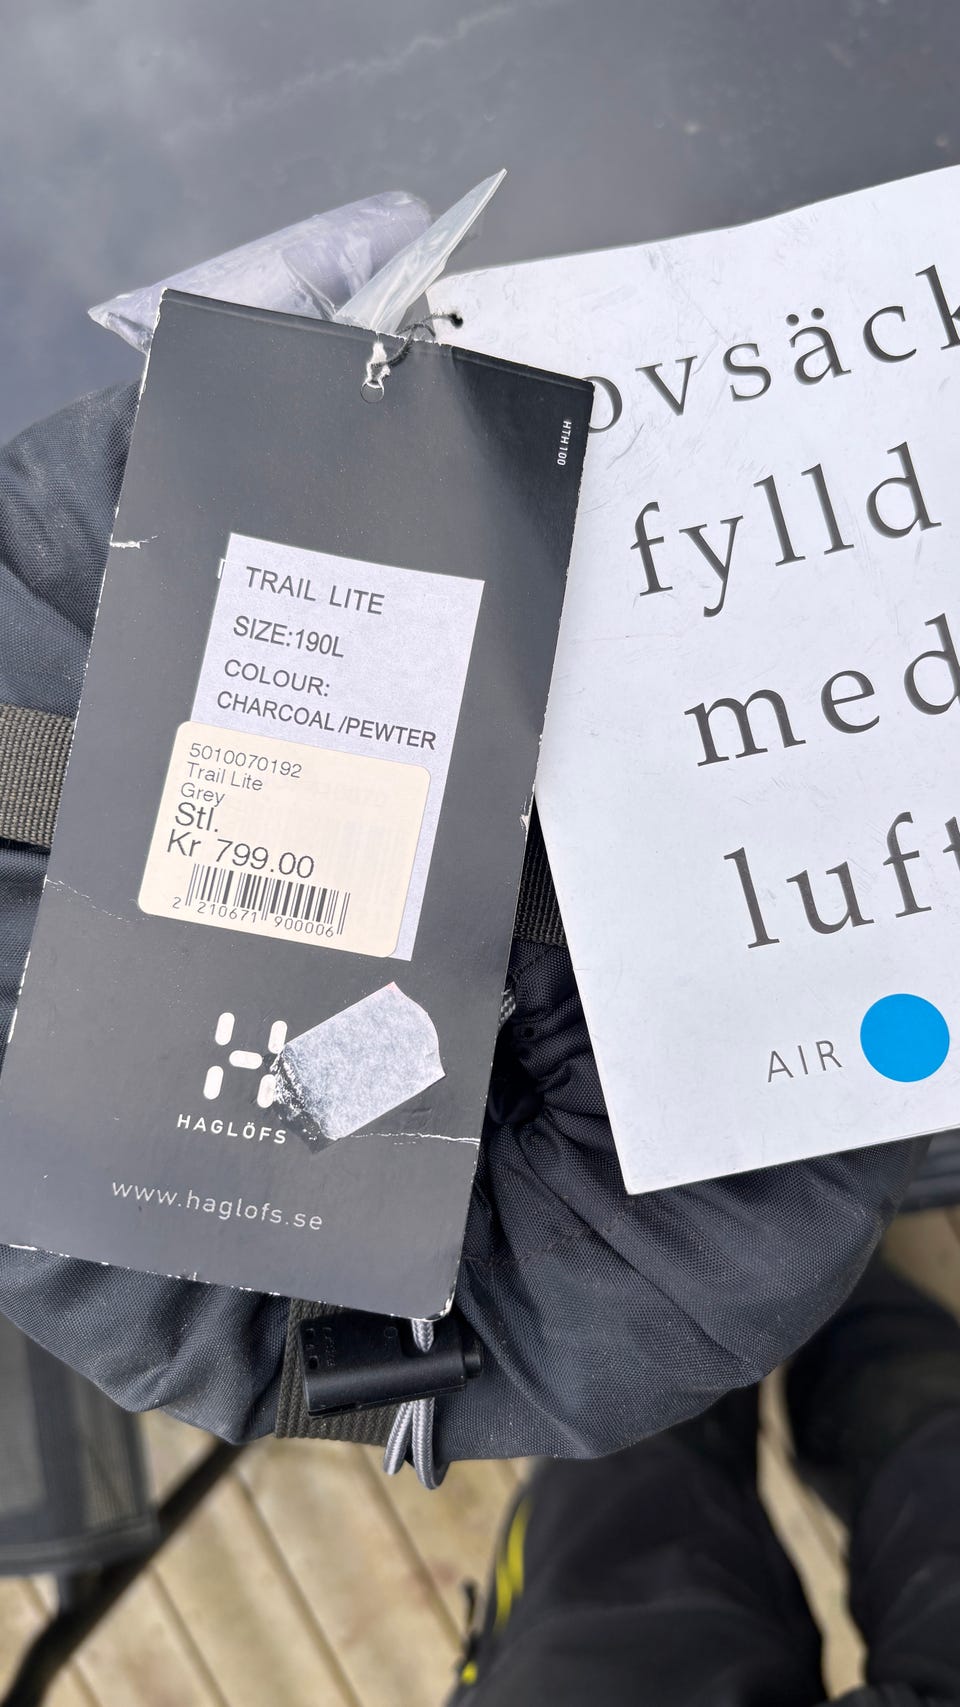 HTH100
TRAIL LITE
SIZE:190L
COLOUR:
CHARCOAL/PEWTER
5010070192
Trail Lite
Grey
Stl.
Kr 799.00
2 210671 900006
HAGLÖFS
www.haglofs.se
ovsäck
fylld
med
luft
AIR